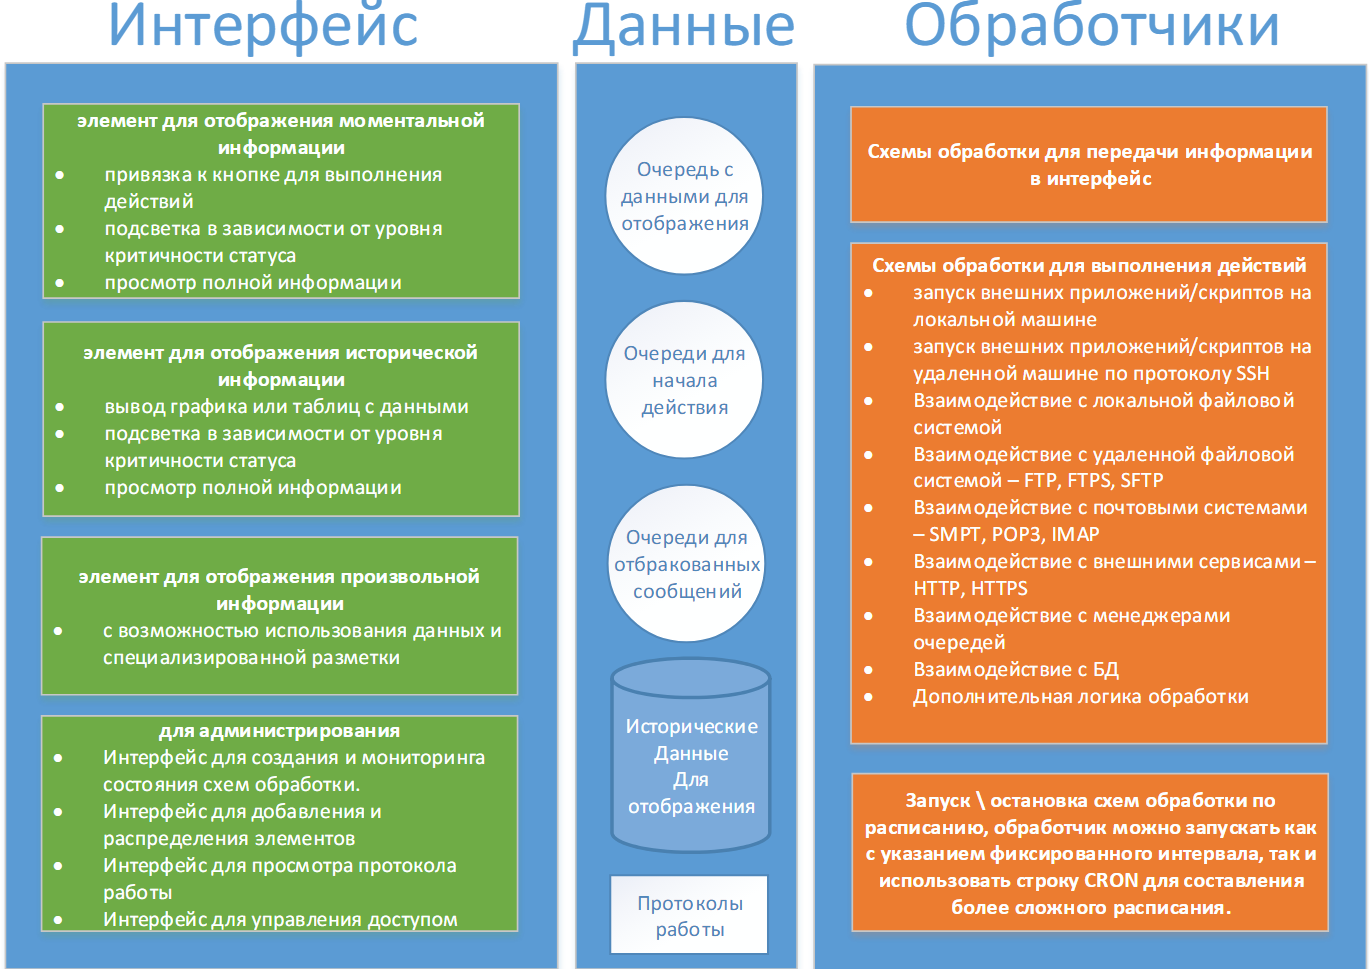 Интерфейс
Данные
Обработчики
элемент для отображения моментальной
информации
• привязка к кнопке для выполнения
действий
• подсветка в зависимости от уровня
критичности статуса
• просмотр полной информации
элемент для отображения исторической
информации
• вывод графика или таблиц с данными
• подсветка в зависимости от уровня
критичности статуса
• просмотр полной информации
элемент для отображения произвольной
информации
• с возможностью использования данных и
специализированной разметки
для администрирования
• Интерфейс для создания и мониторинга
состояния схем обработки.
• Интерфейс для добавления и
распределения элементов
• Интерфейс для просмотра протокола
работы
• Интерфейс для управления доступом
Очередь с
данными для
отображения
Очереди для
начала
действия
Очереди для
отбракованных
сообщений
Исторические
Данные
Для
отображения
Протоколы
работы
Схемы обработки для передачи информации
в интерфейс
Схемы обработки для выполнения действий
• запуск внешних приложений/скриптов на
локальной машине
• запуск внешних приложений/скриптов на
удаленной машине по протоколу SSH
• Взаимодействие с локальной файловой
системой
• Взаимодействие с удаленной файловой
системой – FTP, FTPS, SFTP
• Взаимодействие с почтовыми системами
– SMPT, POP3, IMAP
• Взаимодействие с внешними сервисами –
HTTP, HTTPS
• Взаимодействие с менеджерами
очередей
• Взаимодействие с БД
• Дополнительная логика обработки
Запуск \ остановка схем обработки по
расписанию, обработчик можно запускать как
с указанием фиксированного интервала, так и
использовать строку CRON для составления
более сложного расписания.